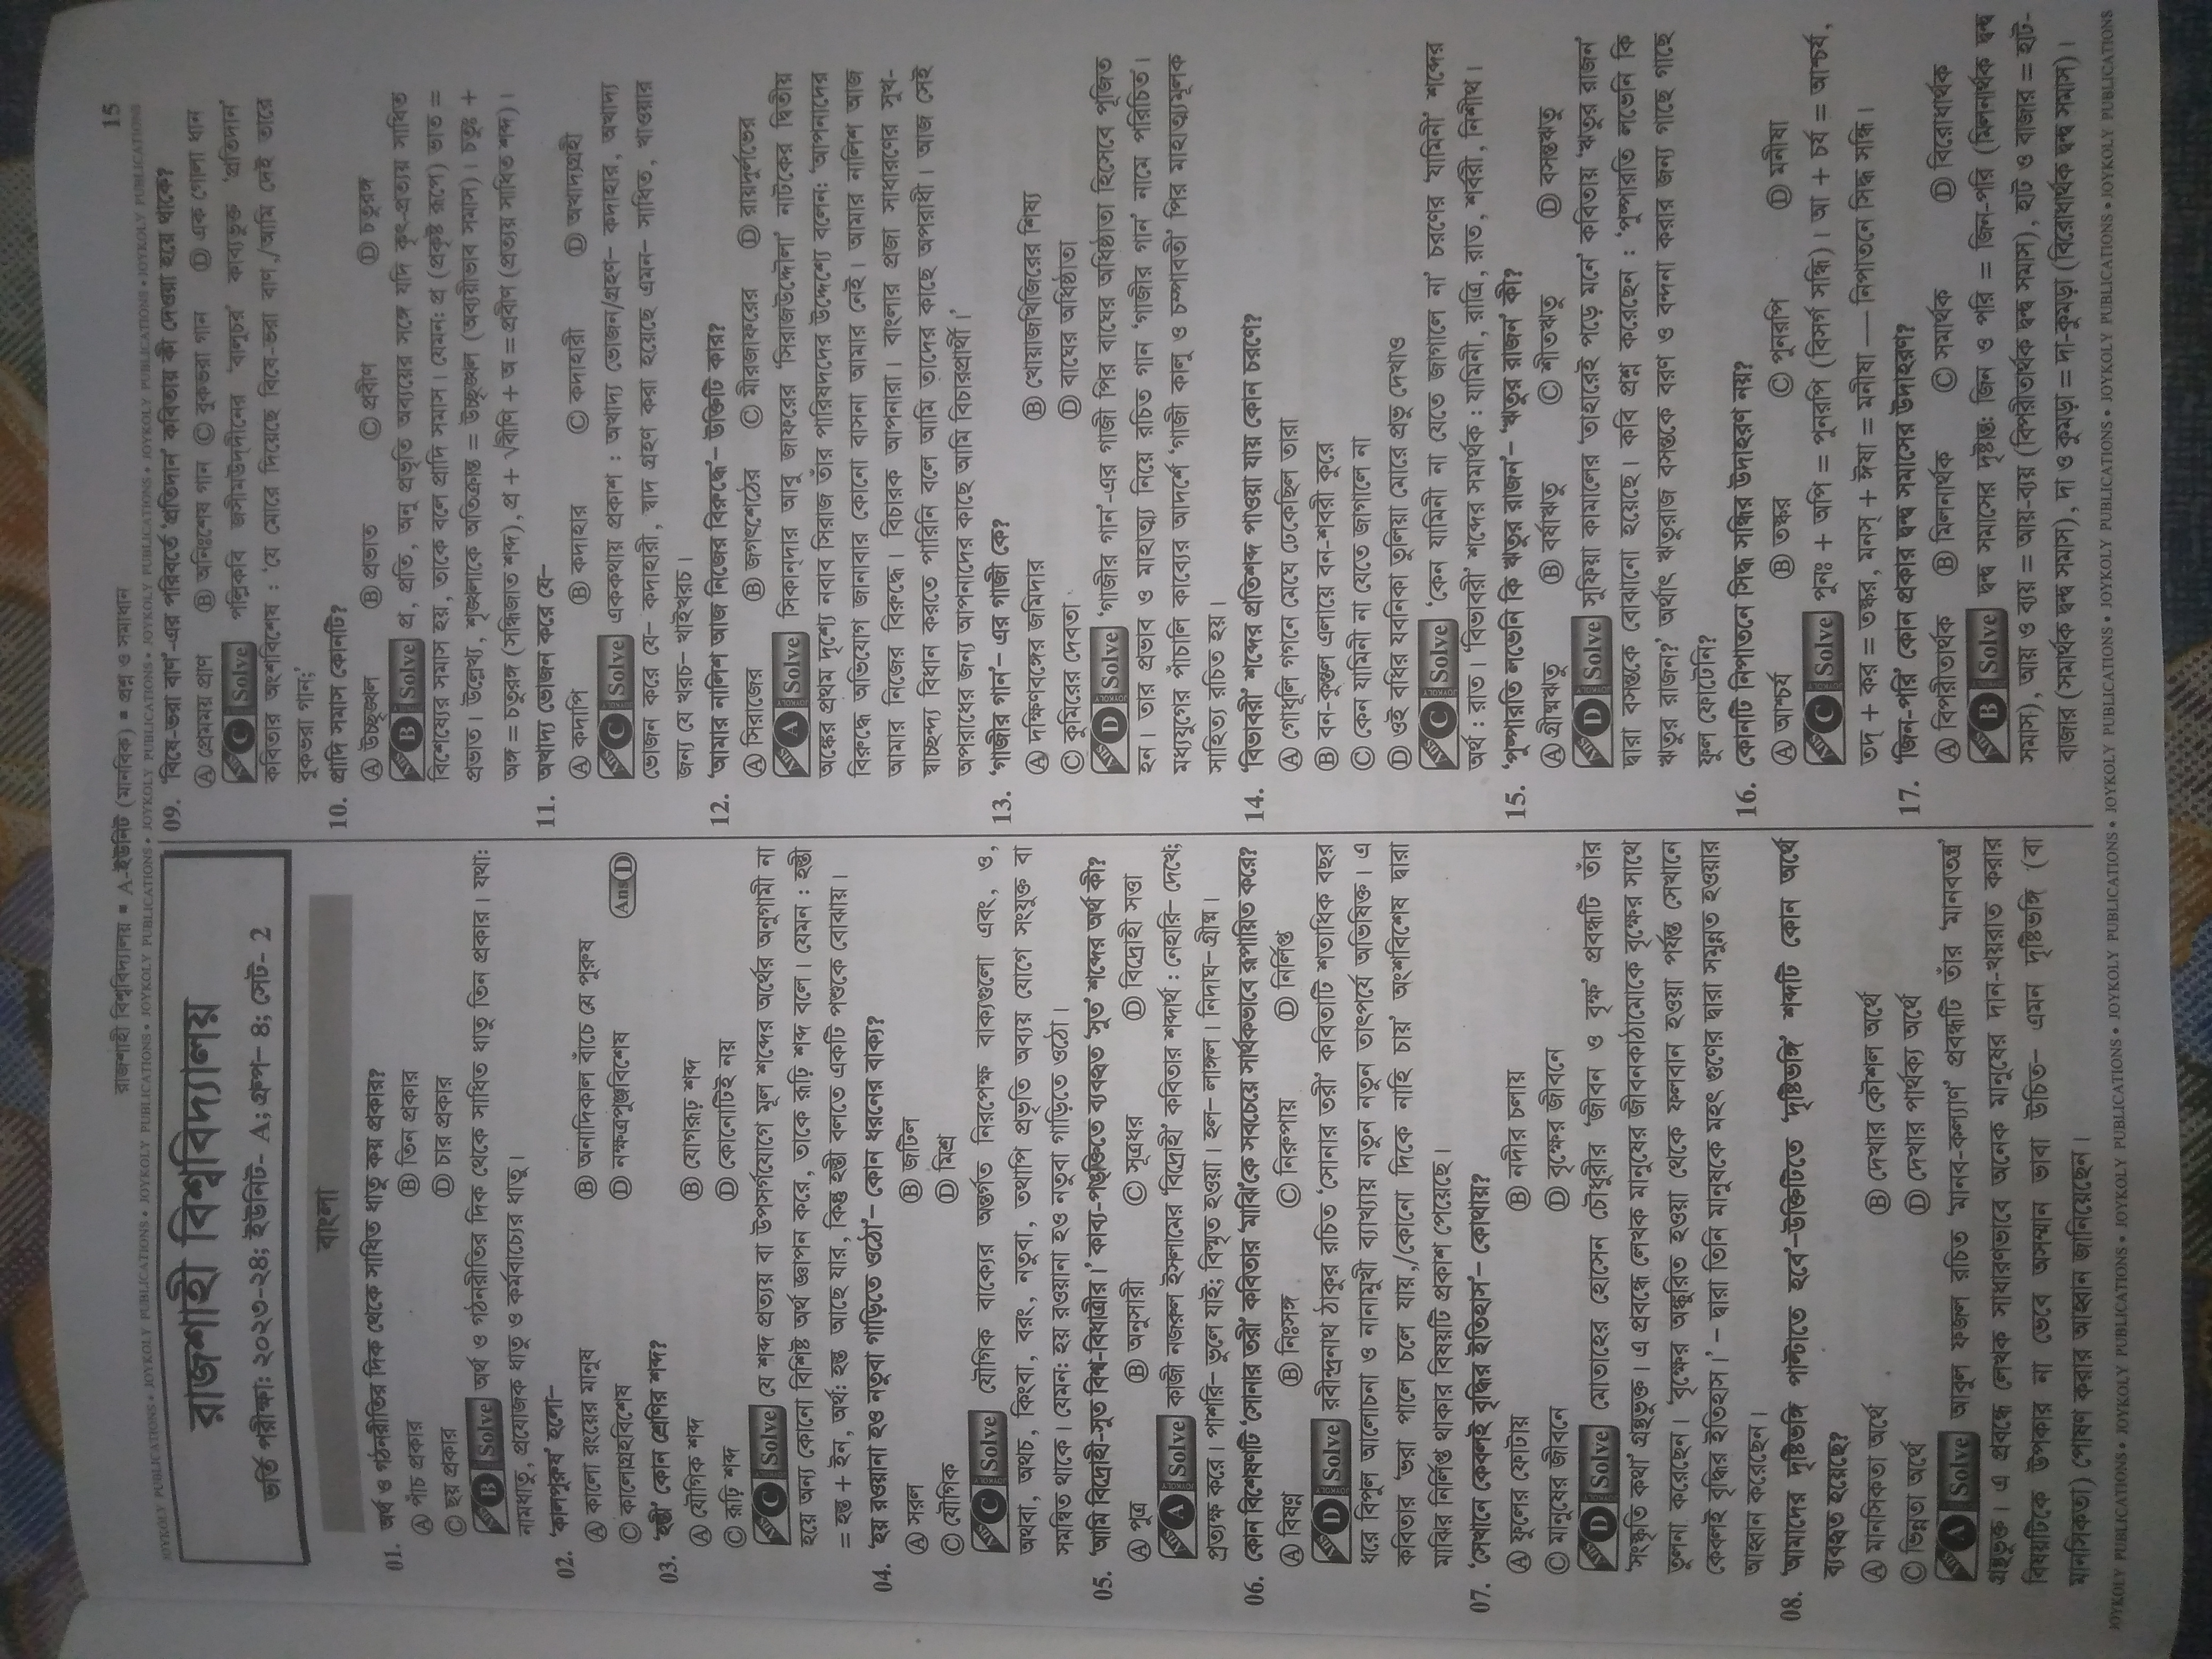 রাজশাহী বিশ্ববিদ্যালয় ▪ A-ইউনিট (মানবিক) ▪ প্রশ্ন ও সমাধান
15
JOYKOLY PUBLICATIONS • JOYKOLY PUBLICATIONS • JOYKOLY PUBLICATIONS • JOYKOLY PUBLICATIONS • JOYKOLY PUBLICATIONS • JOYKOLY PUBLICATIONS • JOYKOLY PUBLICATIONS • JOYKOLY PUBLICATIONS
রাজশাহী বিশ্ববিদ্যালয়
ভর্তি পরীক্ষা: ২০২৩-২৪; ইউনিট- A; গ্রুপ– ৪; সেট- 2
বাংলা
01. অর্থ ও গঠনরীতির দিক থেকে সাধিত ধাতু কয় প্রকার?
Ⓐ পাঁচ প্রকার Ⓑ তিন প্রকার
Ⓒ ছয় প্রকার Ⓓ চার প্রকার
Ans B Solve অর্থ ও গঠনরীতির দিক থেকে সাধিত ধাতু তিন প্রকার। যথা:
নামধাতু, প্রযোজক ধাতু ও কর্মবাচ্যের ধাতু।
02. ‘কালপুরুষ’ হলো–
Ⓐ কালো রংয়ের মানুষ Ⓑ অনাদিকাল বাঁচে যে পুরুষ
Ⓒ কালোগ্রহবিশেষ Ⓓ নক্ষত্রপুঞ্জবিশেষ Ans D
03. ‘হস্তী’ কোন শ্রেণির শব্দ?
Ⓐ যৌগিক শব্দ Ⓑ যোগরূঢ় শব্দ
Ⓒ রূঢ়ি শব্দ Ⓓ কোনোটিই নয়
Ans C Solve যে শব্দ প্রত্যয় বা উপসর্গযোগে মূল শব্দের অর্থের অনুগামী না
হয়ে অন্য কোনো বিশিষ্ট অর্থ জ্ঞাপন করে, তাকে রূঢ়ি শব্দ বলে। যেমন : হস্তী
= হস্ত + ইন, অর্থ: হস্ত আছে যার, কিন্তু হস্তী বলতে একটি পশুকে বোঝায়।
04. ‘হয় রওয়ানা হও নতুবা গাড়িতে ওঠো’– কোন ধরনের বাক্য?
Ⓐ সরল Ⓑ জটিল
Ⓒ যৌগিক Ⓓ মিশ্র
Ans C Solve যৌগিক বাক্যের অন্তর্গত নিরপেক্ষ বাক্যগুলো এবং, ও,
অথবা, অথচ, কিংবা, বরং, নতুবা, তথাপি প্রভৃতি অব্যয় যোগে সংযুক্ত বা
সমন্বিত থাকে। যেমন: হয় রওয়ানা হও নতুবা গাড়িতে ওঠো।
05. ‘আমি বিদ্রোহী-সুত বিশ্ব-বিধাত্রীর।’ কাব্য-পঙ্‌ক্তিতে ব্যবহৃত ‘সুত’ শব্দের অর্থ কী?
Ⓐ পুত্র Ⓑ অনুসারী Ⓒ সূত্রধর Ⓓ বিদ্রোহী সত্তা
Ans A Solve কাজী নজরুল ইসলামের ‘বিদ্রোহী’ কবিতার শব্দার্থ : নেহারি– দেখে;
প্রত্যক্ষ করে। পাশরি– ভুলে যাই; বিস্মৃত হওয়া। হল– লাঙ্গল। নিদাঘ– গ্রীষ্ম।
06. কোন বিশেষণটি ‘সোনার তরী’ কবিতার ‘মাঝি’কে সবচেয়ে সার্থকভাবে রূপায়িত করে?
Ⓐ বিষণ্ন Ⓑ নিঃসঙ্গ Ⓒ নিরুপায় Ⓓ নির্লিপ্ত
Ans D Solve রবীন্দ্রনাথ ঠাকুর রচিত ‘সোনার তরী’ কবিতাটি শতাধিক বছর
ধরে বিপুল আলোচনা ও নানামুখী ব্যাখ্যায় নতুন নতুন তাৎপর্যে অভিষিক্ত। এ
কবিতার ‘ভরা পালে চলে যায়,/কোনো দিকে নাহি চায়’ অংশবিশেষ দ্বারা
মাঝির নির্লিপ্ত থাকার বিষয়টি প্রকাশ পেয়েছে।
07. ‘সেখানে কেবলই বৃদ্ধির ইতিহাস’– কোথায়?
Ⓐ ফুলের ফোটায় Ⓑ নদীর চলায়
Ⓒ মানুষের জীবনে Ⓓ বৃক্ষের জীবনে
Ans D Solve মোতাহের হোসেন চৌধুরীর ‘জীবন ও বৃক্ষ’ প্রবন্ধটি তাঁর
‘সংস্কৃতি কথা’ গ্রন্থভুক্ত। এ প্রবন্ধে লেখক মানুষের জীবনকাঠামোকে বৃক্ষের সাথে
তুলনা করেছেন। ‘বৃক্ষের অঙ্কুরিত হওয়া থেকে ফলবান হওয়া পর্যন্ত সেখানে
কেবলই বৃদ্ধির ইতিহাস।’ – দ্বারা তিনি মানুষকে মহৎ গুণের দ্বারা সমুন্নত হওয়ার
আহ্বান করেছেন।
08. ‘আমাদের দৃষ্টিভঙ্গি পাল্টাতে হবে’–উক্তিটিতে ‘দৃষ্টিভঙ্গি’ শব্দটি কোন অর্থে
ব্যবহৃত হয়েছে?
Ⓐ মানসিকতা অর্থে Ⓑ দেখার কৌশল অর্থে
Ⓒ ভিন্নতা অর্থে Ⓓ দেখার পার্থক্য অর্থে
Ans A Solve আবুল ফজল রচিত ‘মানব-কল্যাণ’ প্রবন্ধটি তাঁর ‘মানবতন্ত্র’
গ্রন্থভুক্ত। এ প্রবন্ধে লেখক সাধারণভাবে অনেক মানুষের দান-খয়রাত করার
বিষয়টিকে উপকার না ভেবে অসম্মান ভাবা উচিত– এমন দৃষ্টিভঙ্গি (বা
মানসিকতা) পোষণ করার আহ্বান জানিয়েছেন।
09. ‘বিষে-ভরা বাণ’-এর পরিবর্তে ‘প্রতিদান’ কবিতায় কী দেওয়া হয়ে থাকে?
Ⓐ প্রেমময় প্রাণ Ⓑ অনিঃশেষ গান Ⓒ বুকভরা গান Ⓓ এক গোলা ধান
Ans C Solve পল্লিকবি জসীমউদ্‌দীনের ‘বালুচর’ কাব্যভুক্ত ‘প্রতিদান’
কবিতার অংশবিশেষ : ‘যে মোরে দিয়েছে বিষে-ভরা বাণ,/আমি দেই তারে
বুকভরা গান;’
10. প্রাদি সমাস কোনটি?
Ⓐ উচ্ছৃঙ্খল Ⓑ প্রভাত Ⓒ প্রবীণ Ⓓ চতুরঙ্গ
Ans B Solve প্র, প্রতি, অনু প্রভৃতি অব্যয়ের সঙ্গে যদি কৃৎ-প্রত্যয় সাধিত
বিশেষ্যের সমাস হয়, তাকে বলে প্রাদি সমাস। যেমন: প্র (প্রকৃষ্ট রূপে) ভাত =
প্রভাত। উল্লেখ্য, শৃঙ্খলাকে অতিক্রান্ত = উচ্ছৃঙ্খল (অব্যয়ীভাব সমাস)। চতুঃ +
অঙ্গ = চতুরঙ্গ (সন্ধিজাত শব্দ), প্র + √বীণি + অ = প্রবীণ (প্রত্যয় সাধিত শব্দ)।
11. অখাদ্য ভোজন করে যে–
Ⓐ কদাপি Ⓑ কদাহার Ⓒ কদাহারী Ⓓ অখাদ্যগ্রহী
Ans C Solve এককথায় প্রকাশ : অখাদ্য ভোজন/গ্রহণ– কদাহার, অখাদ্য
ভোজন করে যে– কদাহারী, স্বাদ গ্রহণ করা হয়েছে এমন– সাধিত, খাওয়ার
জন্য যে খরচ– খাইখরচ।
12. ‘আমার নালিশ আজ নিজের বিরুদ্ধে’– উক্তিটি কার?
Ⓐ সিরাজের Ⓑ জগৎশেঠের Ⓒ মীরজাফরের Ⓓ রায়দুর্লভের
Ans A Solve সিকান্‌দার আবু জাফরের ‘সিরাজউদ্দৌলা’ নাটকের দ্বিতীয়
অঙ্কের প্রথম দৃশ্যে নবাব সিরাজ তাঁর পারিষদদের উদ্দেশ্যে বলেন: ‘আপনাদের
বিরুদ্ধে অভিযোগ জানাবার কোনো বাসনা আমার নেই। আমার নালিশ আজ
আমার নিজের বিরুদ্ধে। বিচারক আপনারা। বাংলার প্রজা সাধারণের সুখ-
স্বাচ্ছন্দ্য বিধান করতে পারিনি বলে আমি তাদের কাছে অপরাধী। আজ সেই
অপরাধের জন্য আপনাদের কাছে আমি বিচারপ্রার্থী।’
13. ‘গাজীর গান’– এর গাজী কে?
Ⓐ দক্ষিণবঙ্গের জমিদার Ⓑ খোয়াজখিজিরের শিষ্য
Ⓒ কুমিরের দেবতা Ⓓ বাঘের অধিষ্ঠাতা
Ans D Solve ‘গাজীর গান’-এর গাজী পির বাঘের অধিষ্ঠাতা হিসেবে পূজিত
হন। তার প্রভাব ও মাহাত্ম্য নিয়ে রচিত গান ‘গাজীর গান’ নামে পরিচিত।
মধ্যযুগের পাঁচালি কাব্যের আদর্শে ‘গাজী কালু ও চম্পাবতী’ পির মাহাত্ম্যমূলক
সাহিত্য রচিত হয়।
14. ‘বিভাবরী’ শব্দের প্রতিশব্দ পাওয়া যায় কোন চরণে?
Ⓐ গোধূলি গগনে মেঘে ঢেকেছিল তারা
Ⓑ বন-কুন্তল এলায়ে বন-শবরী কুরে
Ⓒ কেন যামিনী না যেতে জাগালে না
Ⓓ ওই বধির যবনিকা তুলিয়া মোরে প্রভু দেখাও
Ans C Solve ‘কেন যামিনী না যেতে জাগালে না’ চরণের ‘যামিনী’ শব্দের
অর্থ : রাত। ‘বিভাবরী’ শব্দের সমার্থক : যামিনী, রাত্রি, রাত, শর্বরী, নিশীথ।
15. ‘পুষ্পারতি লভেনি কি ঋতুর রাজন’– ‘ঋতুর রাজন’ কী?
Ⓐ গ্রীষ্মঋতু Ⓑ বর্ষাঋতু Ⓒ শীতঋতু Ⓓ বসন্তঋতু
Ans D Solve সুফিয়া কামালের ‘তাহারেই পড়ে মনে’ কবিতায় ‘ঋতুর রাজন’
দ্বারা বসন্তকে বোঝানো হয়েছে। কবি প্রশ্ন করেছেন : ‘পুষ্পারতি লভেনি কি
ঋতুর রাজন?’ অর্থাৎ ঋতুরাজ বসন্তকে বরণ ও বন্দনা করার জন্য গাছে গাছে
ফুল ফোটেনি?
16. কোনটি নিপাতনে সিদ্ধ সন্ধির উদাহরণ নয়?
Ⓐ আশ্চর্য Ⓑ তস্কর Ⓒ পুনরপি Ⓓ মনীষা
Ans C Solve পুনঃ + অপি = পুনরপি (বিসর্গ সন্ধি)। আ + চর্য = আশ্চর্য,
তদ্ + কর = তস্কর, মনস্ + ঈষা = মনীষা — নিপাতনে সিদ্ধ সন্ধি।
17. ‘জিন-পরি’ কোন প্রকার দ্বন্দ্ব সমাসের উদাহরণ?
Ⓐ বিপরীতার্থক Ⓑ মিলনার্থক Ⓒ সমার্থক Ⓓ বিরোধার্থক
Ans B Solve দ্বন্দ্ব সমাসের দৃষ্টান্ত: জিন ও পরি = জিন-পরি (মিলনার্থক দ্বন্দ্ব
সমাস), আয় ও ব্যয় = আয়-ব্যয় (বিপরীতার্থক দ্বন্দ্ব সমাস), হাট ও বাজার = হাট-
বাজার (সমার্থক দ্বন্দ্ব সমাস), দা ও কুমড়া = দা-কুমড়া (বিরোধার্থক দ্বন্দ্ব সমাস)।
JOYKOLY PUBLICATIONS • JOYKOLY PUBLICATIONS • JOYKOLY PUBLICATIONS • JOYKOLY PUBLICATIONS • JOYKOLY PUBLICATIONS • JOYKOLY PUBLICATIONS • JOYKOLY PUBLICATIONS • JOYKOLY PUBLICATIONS